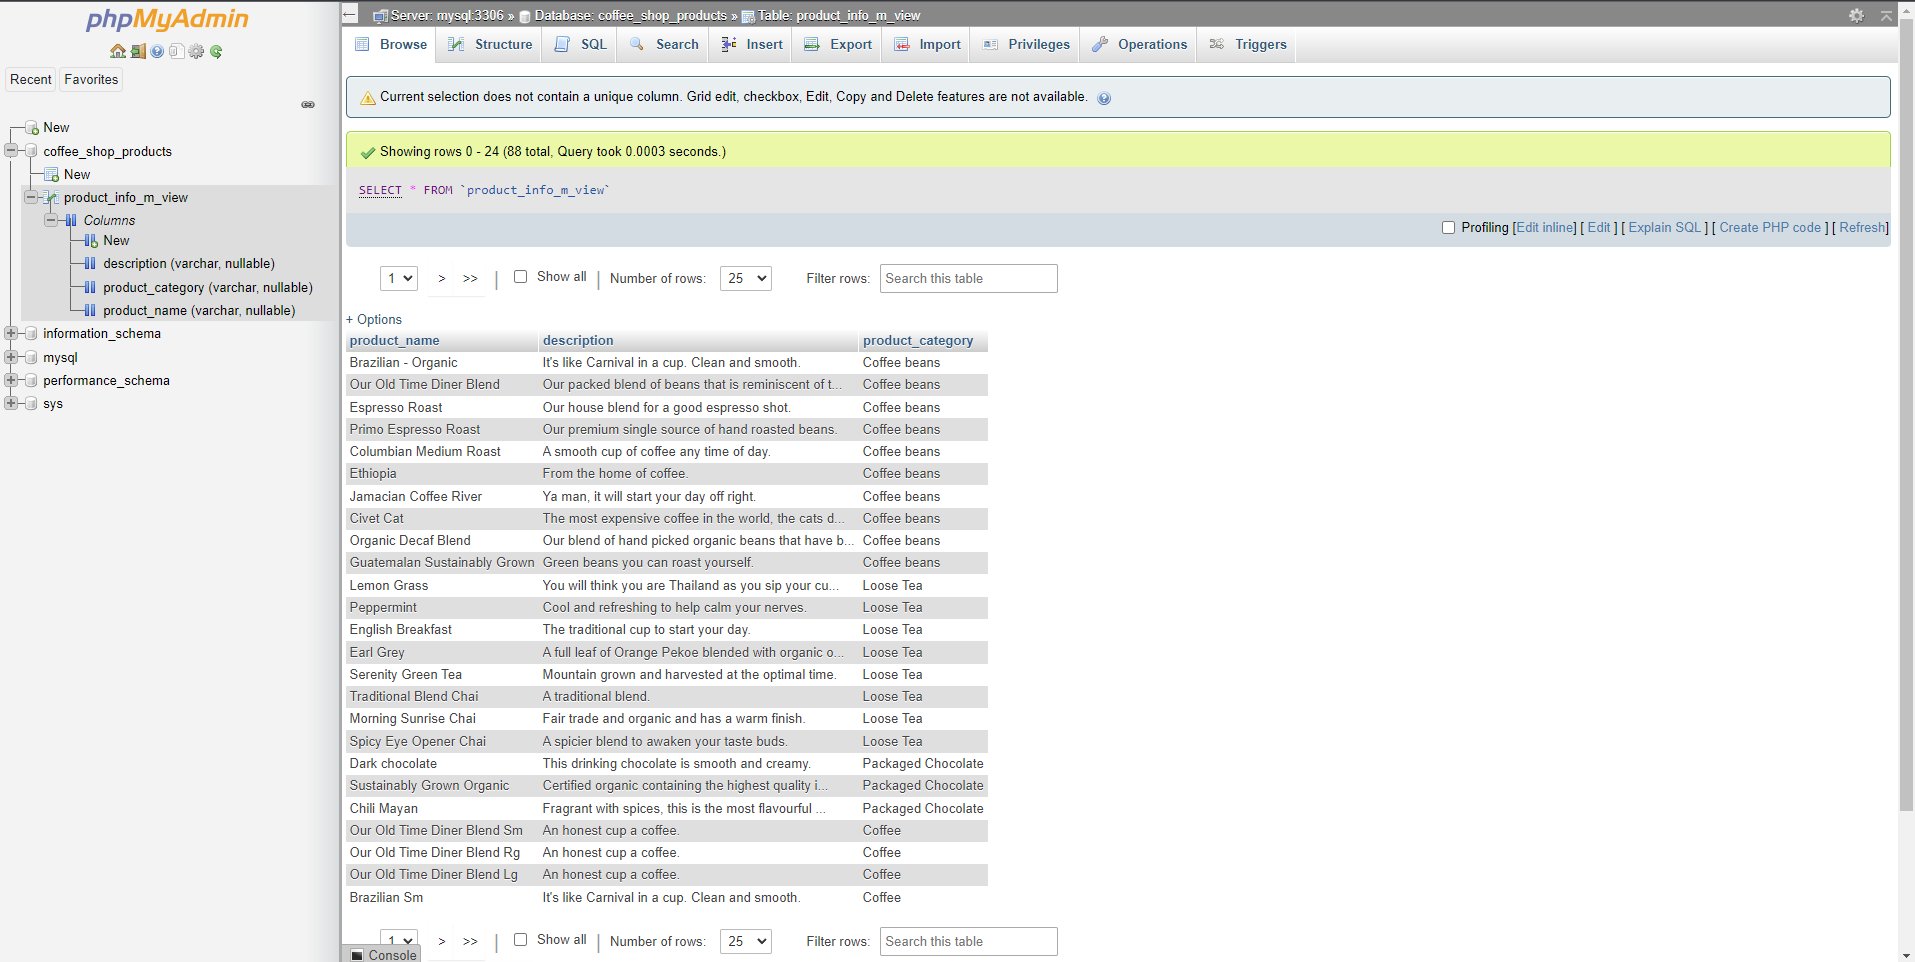 phpMyAdmin
Recent Favorites
New
coffee_shop_products
New
product_info_m_view
Columns
New
description (varchar, nullable)
product_category (varchar, nullable)
product_name (varchar, nullable)
information_schema
mysql
performance_schema
sys
Server: mysql:3306 » Database: coffee_shop_products » Table: product_info_m_view
Browse Structure SQL Search Insert Export Import Privileges Operations Triggers
Current selection does not contain a unique column. Grid edit, checkbox, Edit, Copy and Delete features are not available.
Showing rows 0 - 24 (88 total, Query took 0.0003 seconds.)
SELECT * FROM `product_info_m_view`
Profiling [Edit inline] [ Edit ] [ Explain SQL ] [ Create PHP code ] [ Refresh]
1 > >> | Show all | Number of rows: 25 Filter rows: Search this table
+ Options
product_name description product_category
Brazilian - Organic It's like Carnival in a cup. Clean and smooth. Coffee beans
Our Old Time Diner Blend Our packed blend of beans that is reminiscent of t... Coffee beans
Espresso Roast Our house blend for a good espresso shot. Coffee beans
Primo Espresso Roast Our premium single source of hand roasted beans. Coffee beans
Columbian Medium Roast A smooth cup of coffee any time of day. Coffee beans
Ethiopia From the home of coffee. Coffee beans
Jamacian Coffee River Ya man, it will start your day off right. Coffee beans
Civet Cat The most expensive coffee in the world, the cats d... Coffee beans
Organic Decaf Blend Our blend of hand picked organic beans that have b... Coffee beans
Guatemalan Sustainably Grown Green beans you can roast yourself. Coffee beans
Lemon Grass You will think you are Thailand as you sip your cu... Loose Tea
Peppermint Cool and refreshing to help calm your nerves. Loose Tea
English Breakfast The traditional cup to start your day. Loose Tea
Earl Grey A full leaf of Orange Pekoe blended with organic o... Loose Tea
Serenity Green Tea Mountain grown and harvested at the optimal time. Loose Tea
Traditional Blend Chai A traditional blend. Loose Tea
Morning Sunrise Chai Fair trade and organic and has a warm finish. Loose Tea
Spicy Eye Opener Chai A spicier blend to awaken your taste buds. Loose Tea
Dark chocolate This drinking chocolate is smooth and creamy. Packaged Chocolate
Sustainably Grown Organic Certified organic containing the highest quality i... Packaged Chocolate
Chili Mayan Fragrant with spices, this is the most flavourful ... Packaged Chocolate
Our Old Time Diner Blend Sm An honest cup a coffee. Coffee
Our Old Time Diner Blend Rg An honest cup a coffee. Coffee
Our Old Time Diner Blend Lg An honest cup a coffee. Coffee
Brazilian Sm It's like Carnival in a cup. Clean and smooth. Coffee
1 > >> | Show all | Number of rows: 25 Filter rows: Search this table
Console